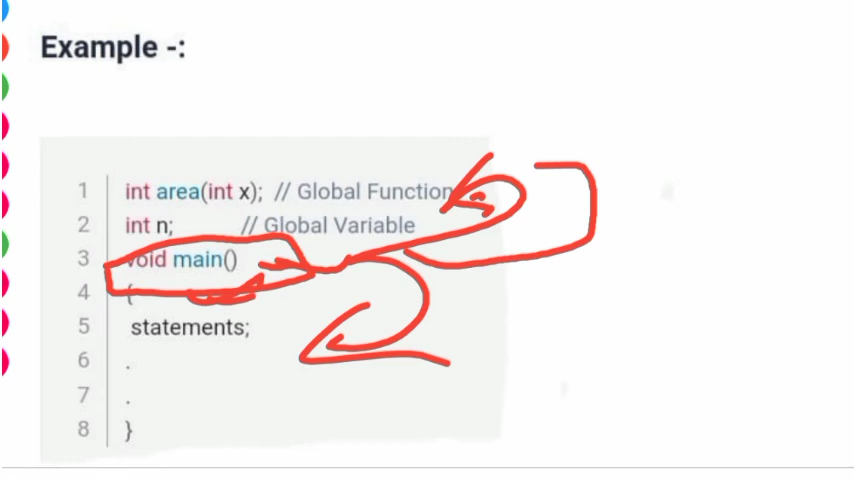 Example -:
1 int area(int x); // Global Function
2 int n; // Global Variable
3 void main()
4 {
5 statements;
6 .
7 .
8 }